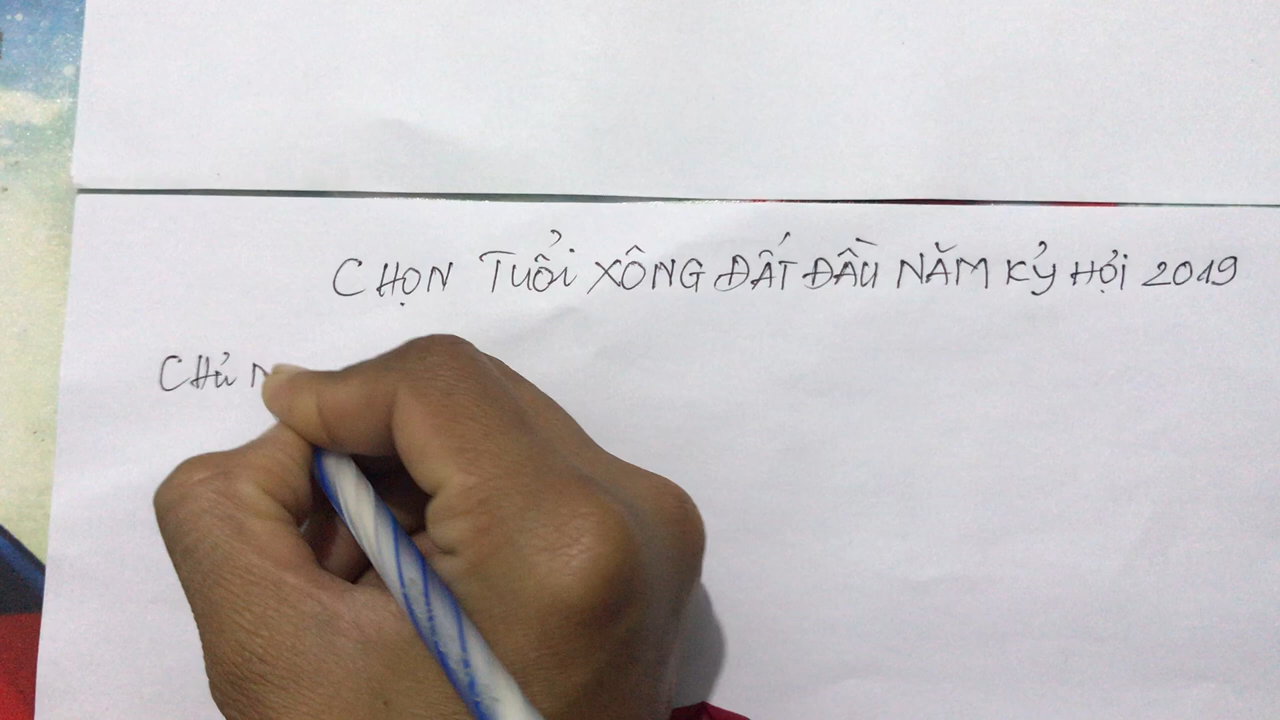 CHỌN TUỔI XÔNG ĐẤT ĐẦU NĂM KỶ HỢI 2019
CHỦ N